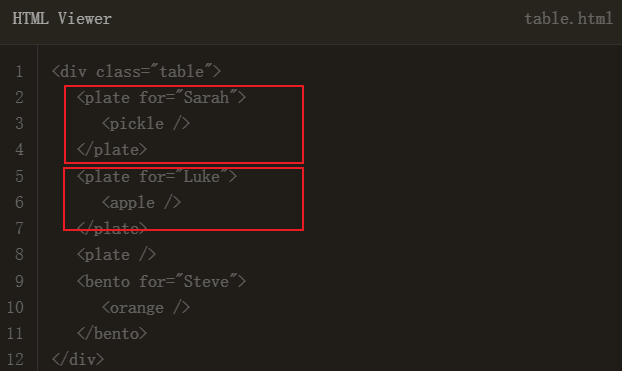 HTML Viewer table.html
1 <div class="table">
2 <plate for="Sarah">
3 <pickle />
4 </plate>
5 <plate for="Luke">
6 <apple />
7 </plate>
8 <plate />
9 <bento for="Steve">
10 <orange />
11 </bento>
12 </div>